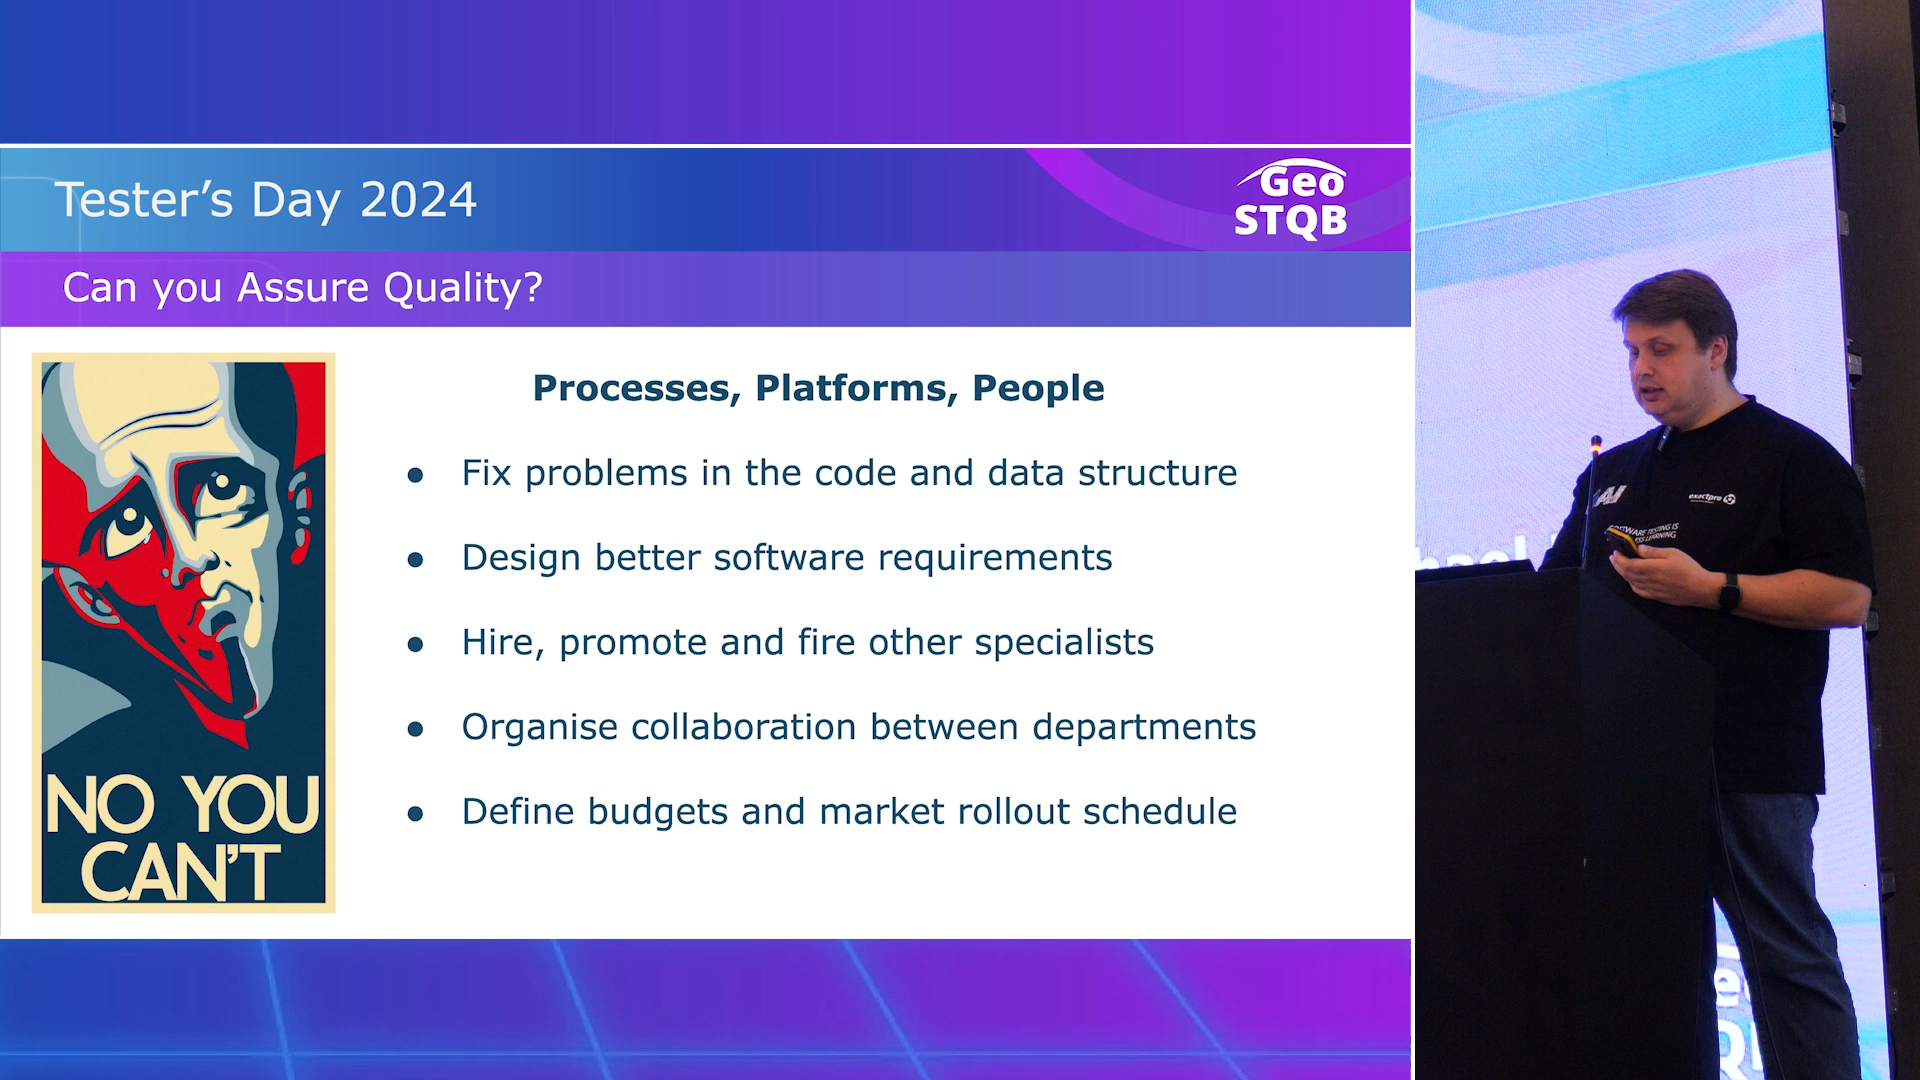 Tester's Day 2024
Geo
STQB
Can you Assure Quality?
NO YOU
CAN'T
Processes, Platforms, People
● Fix problems in the code and data structure
● Design better software requirements
● Hire, promote and fire other specialists
● Organise collaboration between departments
● Define budgets and market rollout schedule
AI
exactpro